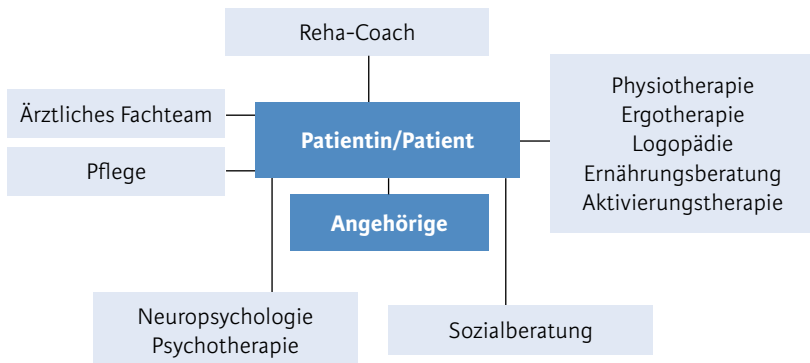 Reha-Coach
Ärztliches Fachteam
Pflege
Patientin/Patient
Angehörige
Physiotherapie
Ergotherapie
Logopädie
Ernährungsberatung
Aktivierungstherapie
Neuropsychologie
Psychotherapie
Sozialberatung